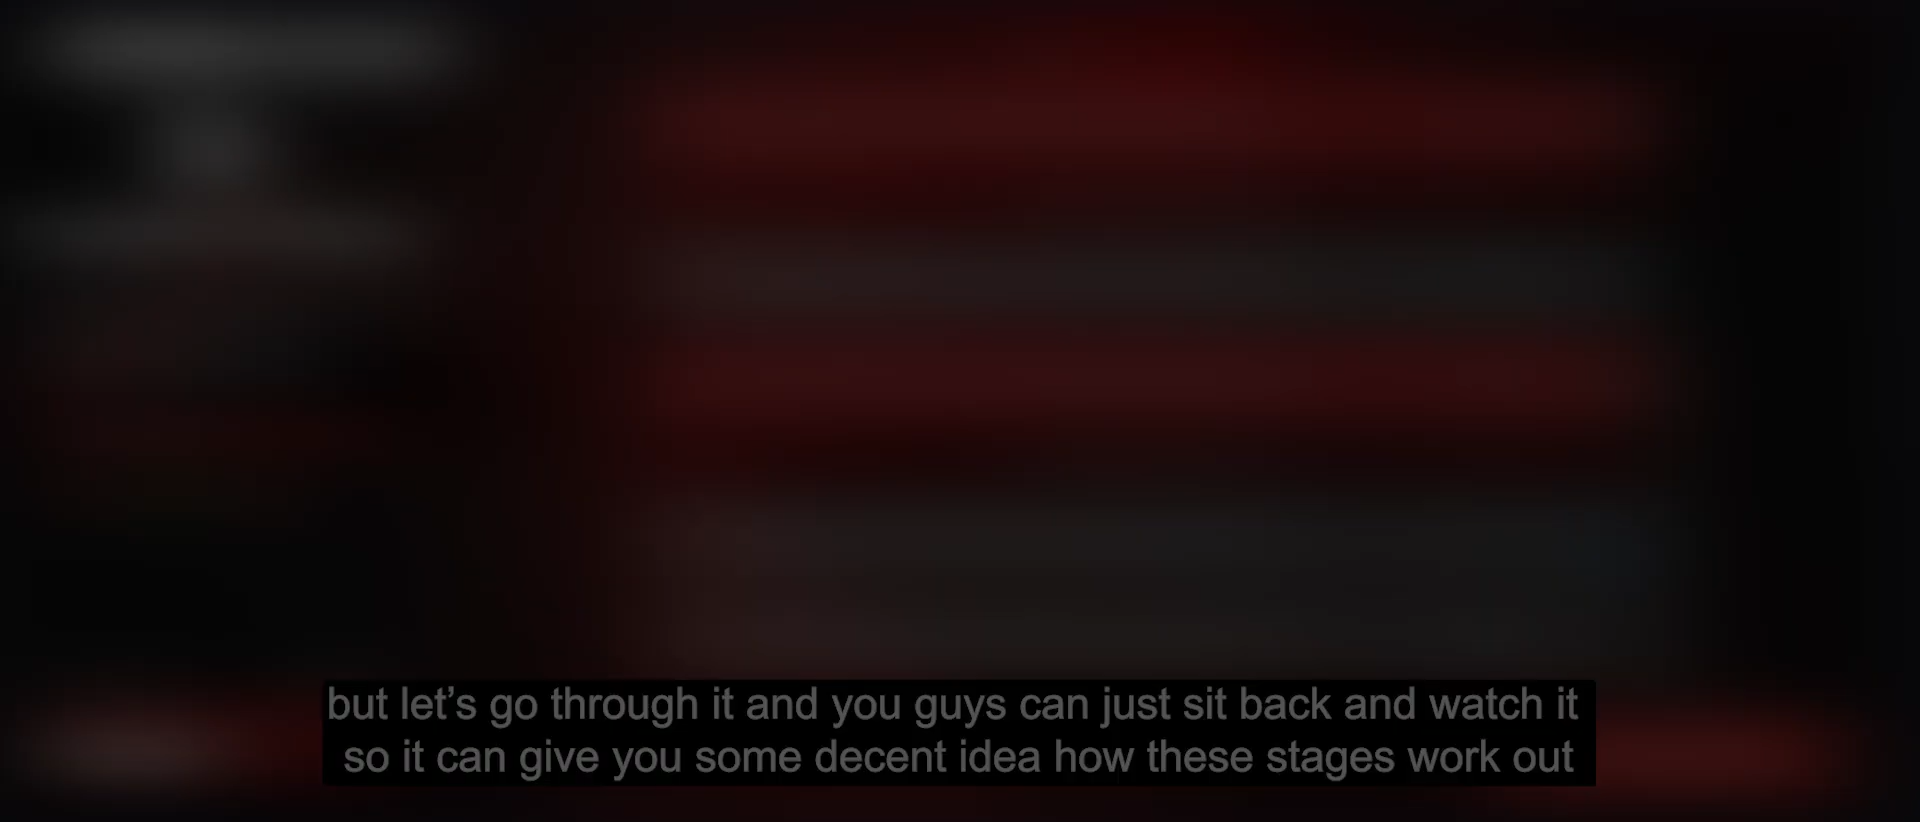 but let’s go through it and you guys can just sit back and watch it
so it can give you some decent idea how these stages work out